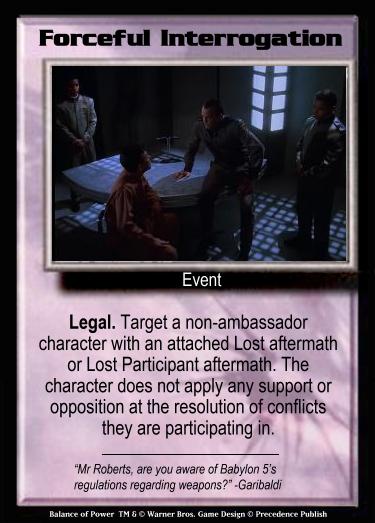 Forceful Interrogation
Event
Legal. Target a non-ambassador
character with an attached Lost aftermath
or Lost Participant aftermath. The
character does not apply any support or
opposition at the resolution of conflicts
they are participating in.
"Mr Roberts, are you aware of Babylon 5's
regulations regarding weapons?" -Garibaldi
Balance of Power TM & © Warner Bros. Game Design © Precedence Publish